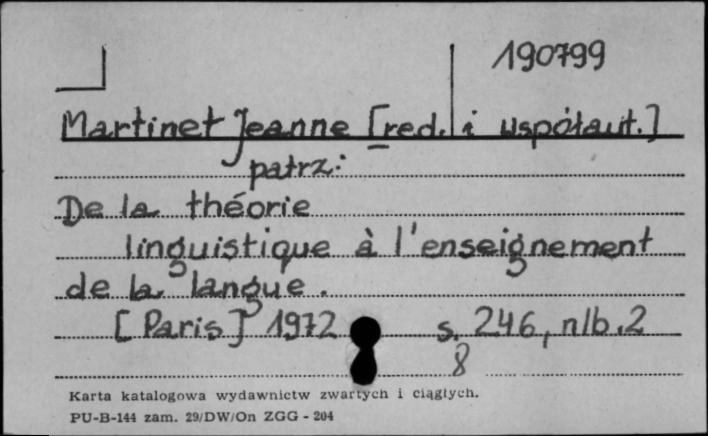 190799
Martinet Jeanne [red. i współaut.]
patrz:
De la théorie
linguistique à l'enseignement
de la langue.
[Paris] 1972 s. 246, nlb. 2
8
Karta katalogowa wydawnictw zwartych i ciągłych.
PU-B-144 zam. 29/DW/On ZGG - 204